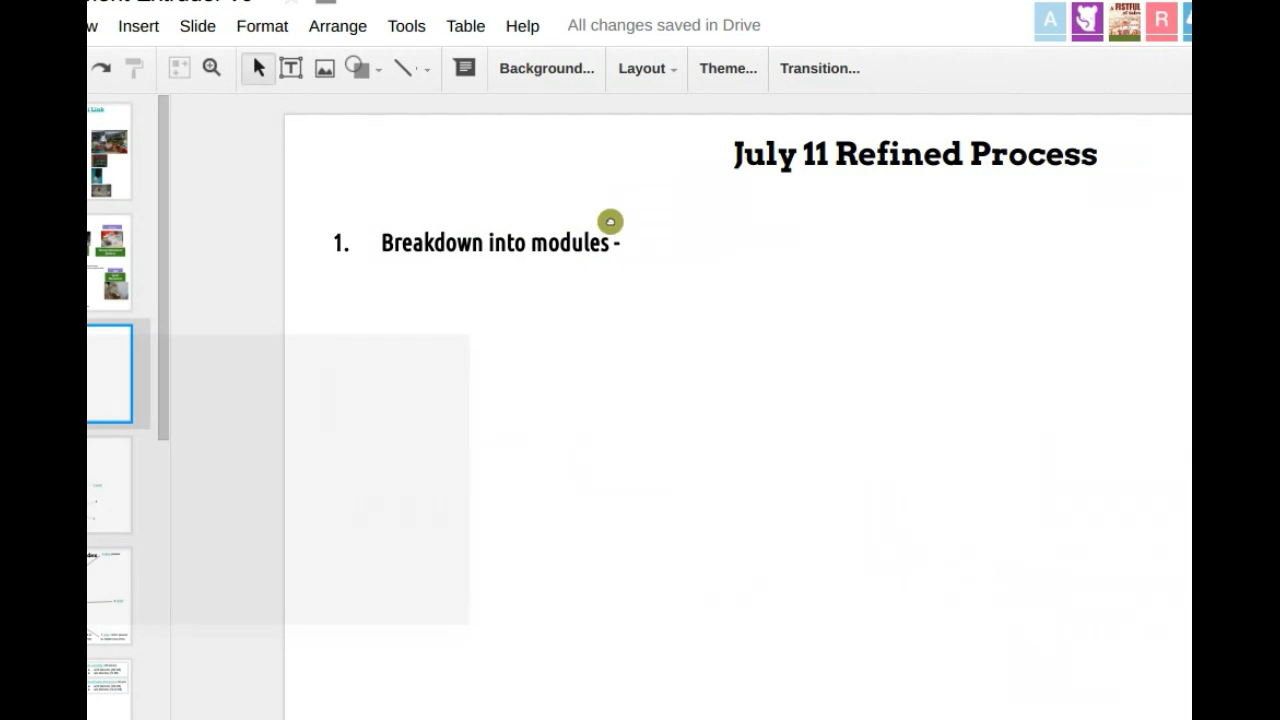 w Insert Slide Format Arrange Tools Table Help All changes saved in Drive
A A FISTFUL R
Background... Layout Theme... Transition...
July 11 Refined Process
1. Breakdown into modules -